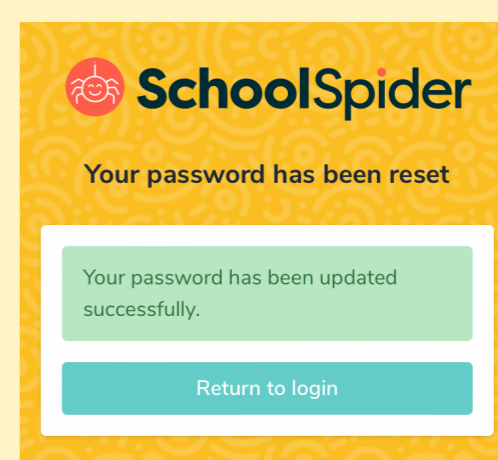 SchoolSpider
Your password has been reset
Your password has been updated
successfully.
Return to login